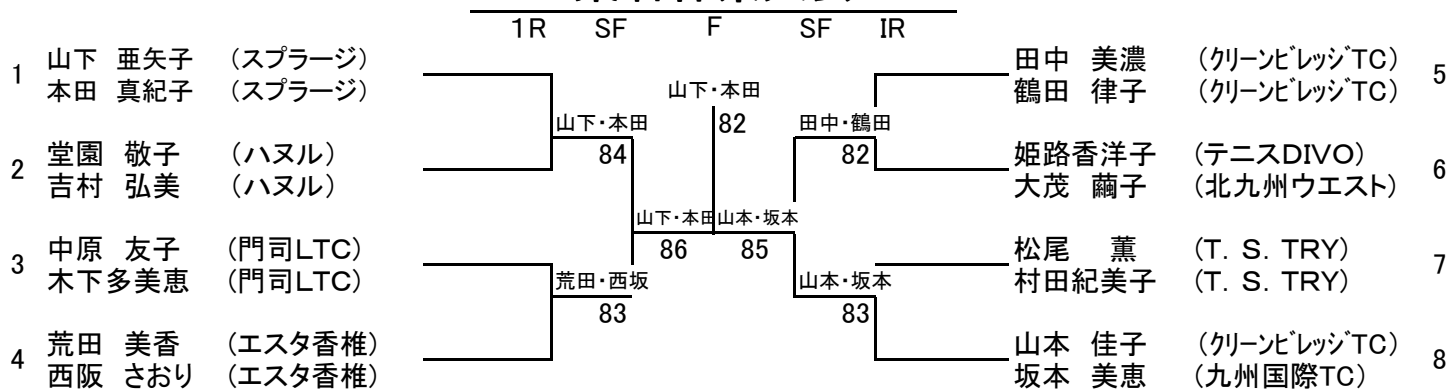 1R SF F SF IR
1 山下 亜矢子 (スプラージ)
本田 真紀子 (スプラージ)
2 堂園 敬子 (ハヌル)
吉村 弘美 (ハヌル)
3 中原 友子 (門司LTC)
木下多美恵 (門司LTC)
4 荒田 美香 (エスタ香椎)
西阪 さおり (エスタ香椎)
山下・本田
84
荒田・西坂
83
山下・本田
86
山下・本田
82
山本・坂本
85
田中・鶴田
82
山本・坂本
83
田中 美濃 (クリーンビレッジTC) 5
鶴田 律子 (クリーンビレッジTC)
姫路香洋子 (テニスDIVO) 6
大茂 繭子 (北九州ウエスト)
松尾 薫 (T. S. TRY) 7
村田紀美子 (T. S. TRY)
山本 佳子 (クリーンビレッジTC) 8
坂本 美恵 (九州国際TC)